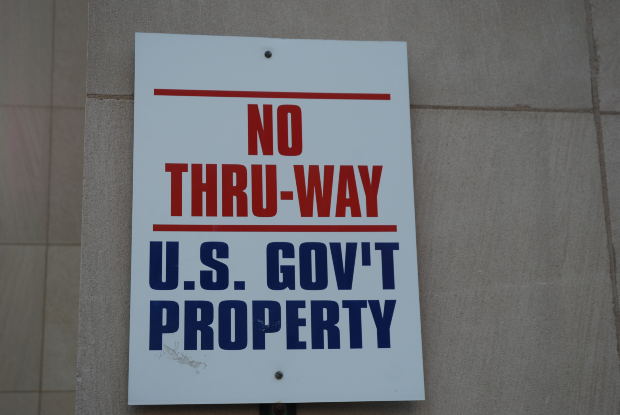 NO
THRU-WAY
U.S. GOV'T
PROPERTY